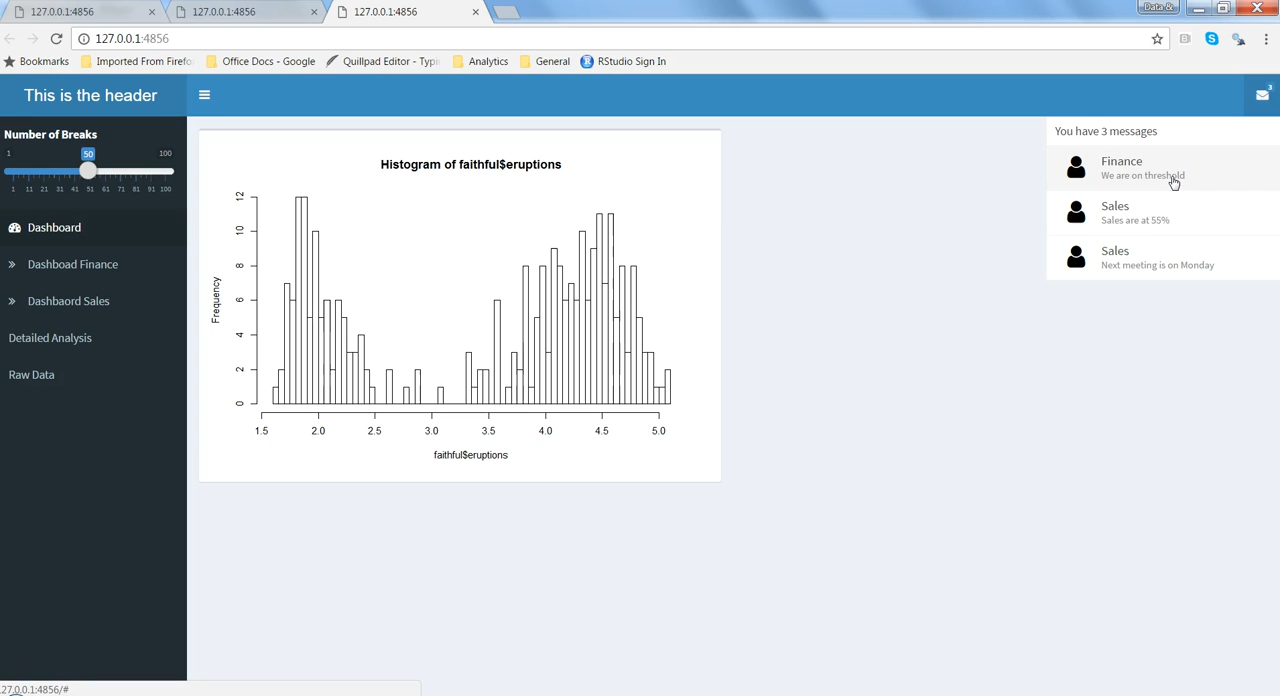 127.0.0.1:4856
127.0.0.1:4856
127.0.0.1:4856
Data &
127.0.0.1:4856
Bookmarks
Imported From Firefo
Office Docs - Google
Quillpad Editor - Typi
Analytics
General
RStudio Sign In
This is the header
3
Number of Breaks
1 50 100
1 11 21 31 41 51 61 71 81 91 100
Dashboard
Dashboad Finance
Dashbaord Sales
Detailed Analysis
Raw Data
Histogram of faithful$eruptions
Frequency
12
10
8
6
4
2
0
1.5 2.0 2.5 3.0 3.5 4.0 4.5 5.0
faithful$eruptions
You have 3 messages
Finance
We are on threshold
Sales
Sales are at 55%
Sales
Next meeting is on Monday
27.0.0.1:4856/#